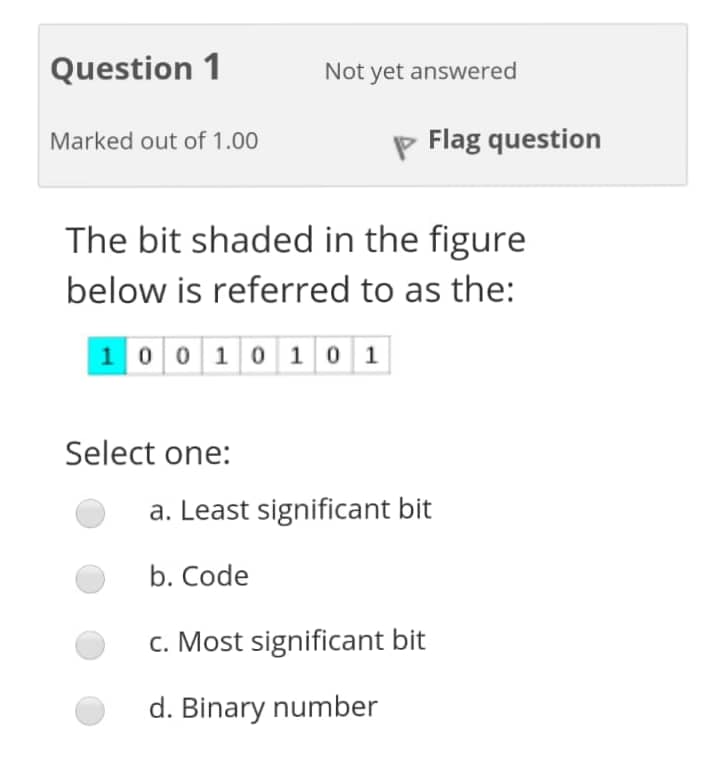 Question 1
Not yet answered
Marked out of 1.00
Flag question
The bit shaded in the figure
below is referred to as the:
1 0 0 1 0 1 0 1
Select one:
a. Least significant bit
b. Code
c. Most significant bit
d. Binary number